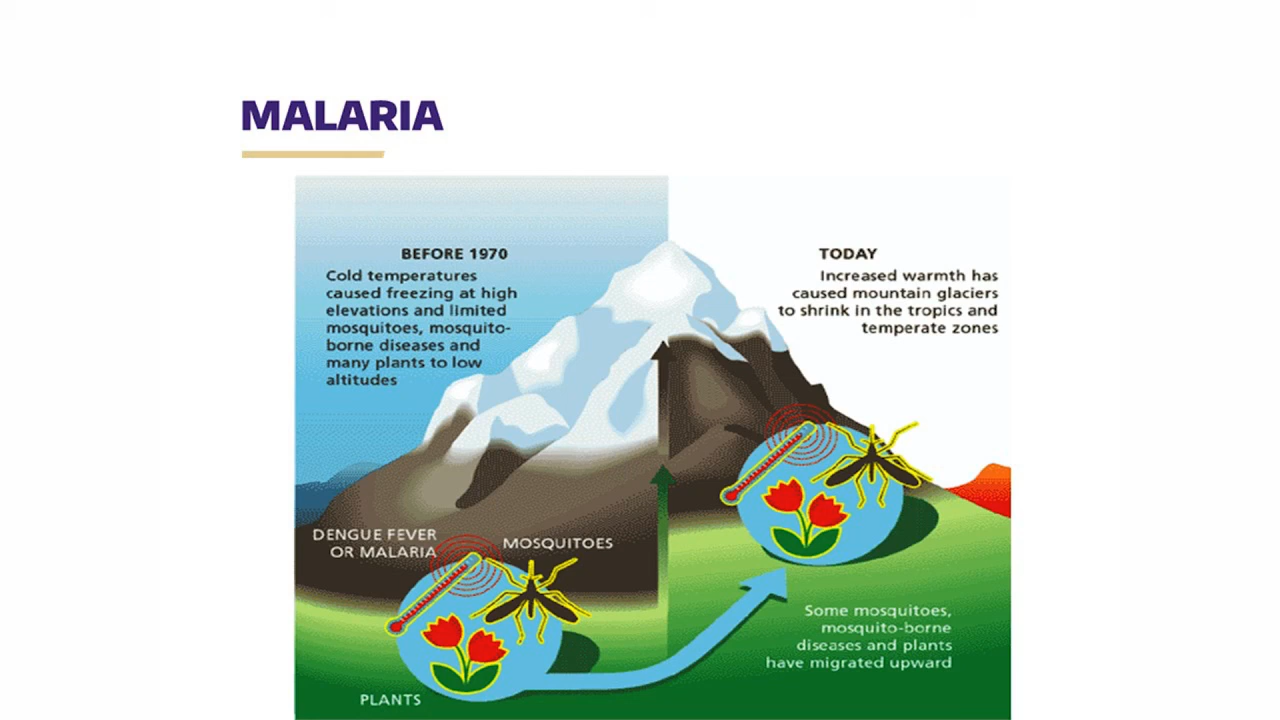 MALARIA
BEFORE 1970
Cold temperatures
caused freezing at high
elevations and limited
mosquitoes, mosquito-
borne diseases and
many plants to low
altitudes
TODAY
Increased warmth has
caused mountain glaciers
to shrink in the tropics and
temperate zones
DENGUE FEVER
OR MALARIA
MOSQUITOES
PLANTS
Some mosquitoes,
mosquito-borne
diseases and plants
have migrated upward